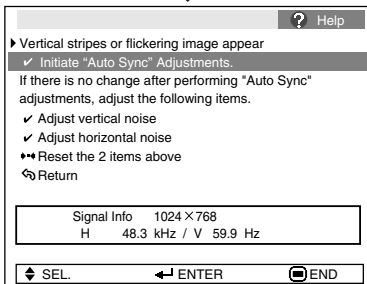 ? Help
Vertical stripes or flickering image appear
✔ Initiate “Auto Sync” Adjustments.
If there is no change after performing "Auto Sync"
adjustments, adjust the following items.
✔ Adjust vertical noise
✔ Adjust horizontal noise
Reset the 2 items above
Return
Signal Info 1024×768
H 48.3 kHz / V 59.9 Hz
SEL. ENTER END